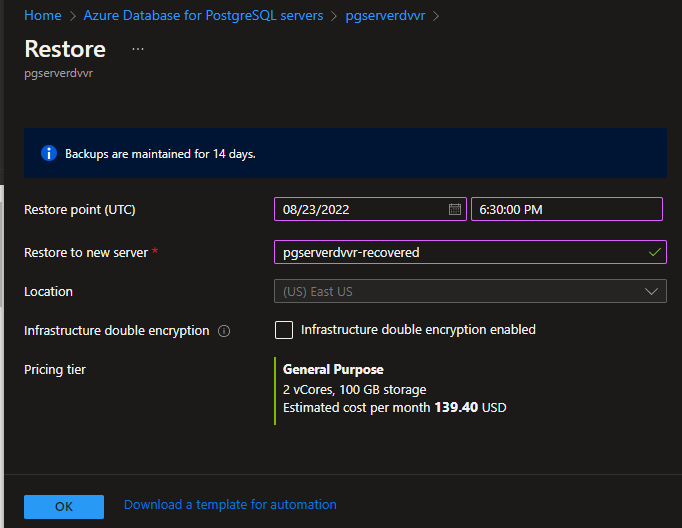 Home > Azure Database for PostgreSQL servers > pgserverdvvr >
Restore ...
pgserverdvvr
Backups are maintained for 14 days.
Restore point (UTC) 08/23/2022 6:30:00 PM
Restore to new server * pgserverdvvr-recovered
Location (US) East US
Infrastructure double encryption Infrastructure double encryption enabled
Pricing tier General Purpose
2 vCores, 100 GB storage
Estimated cost per month 139.40 USD
OK Download a template for automation